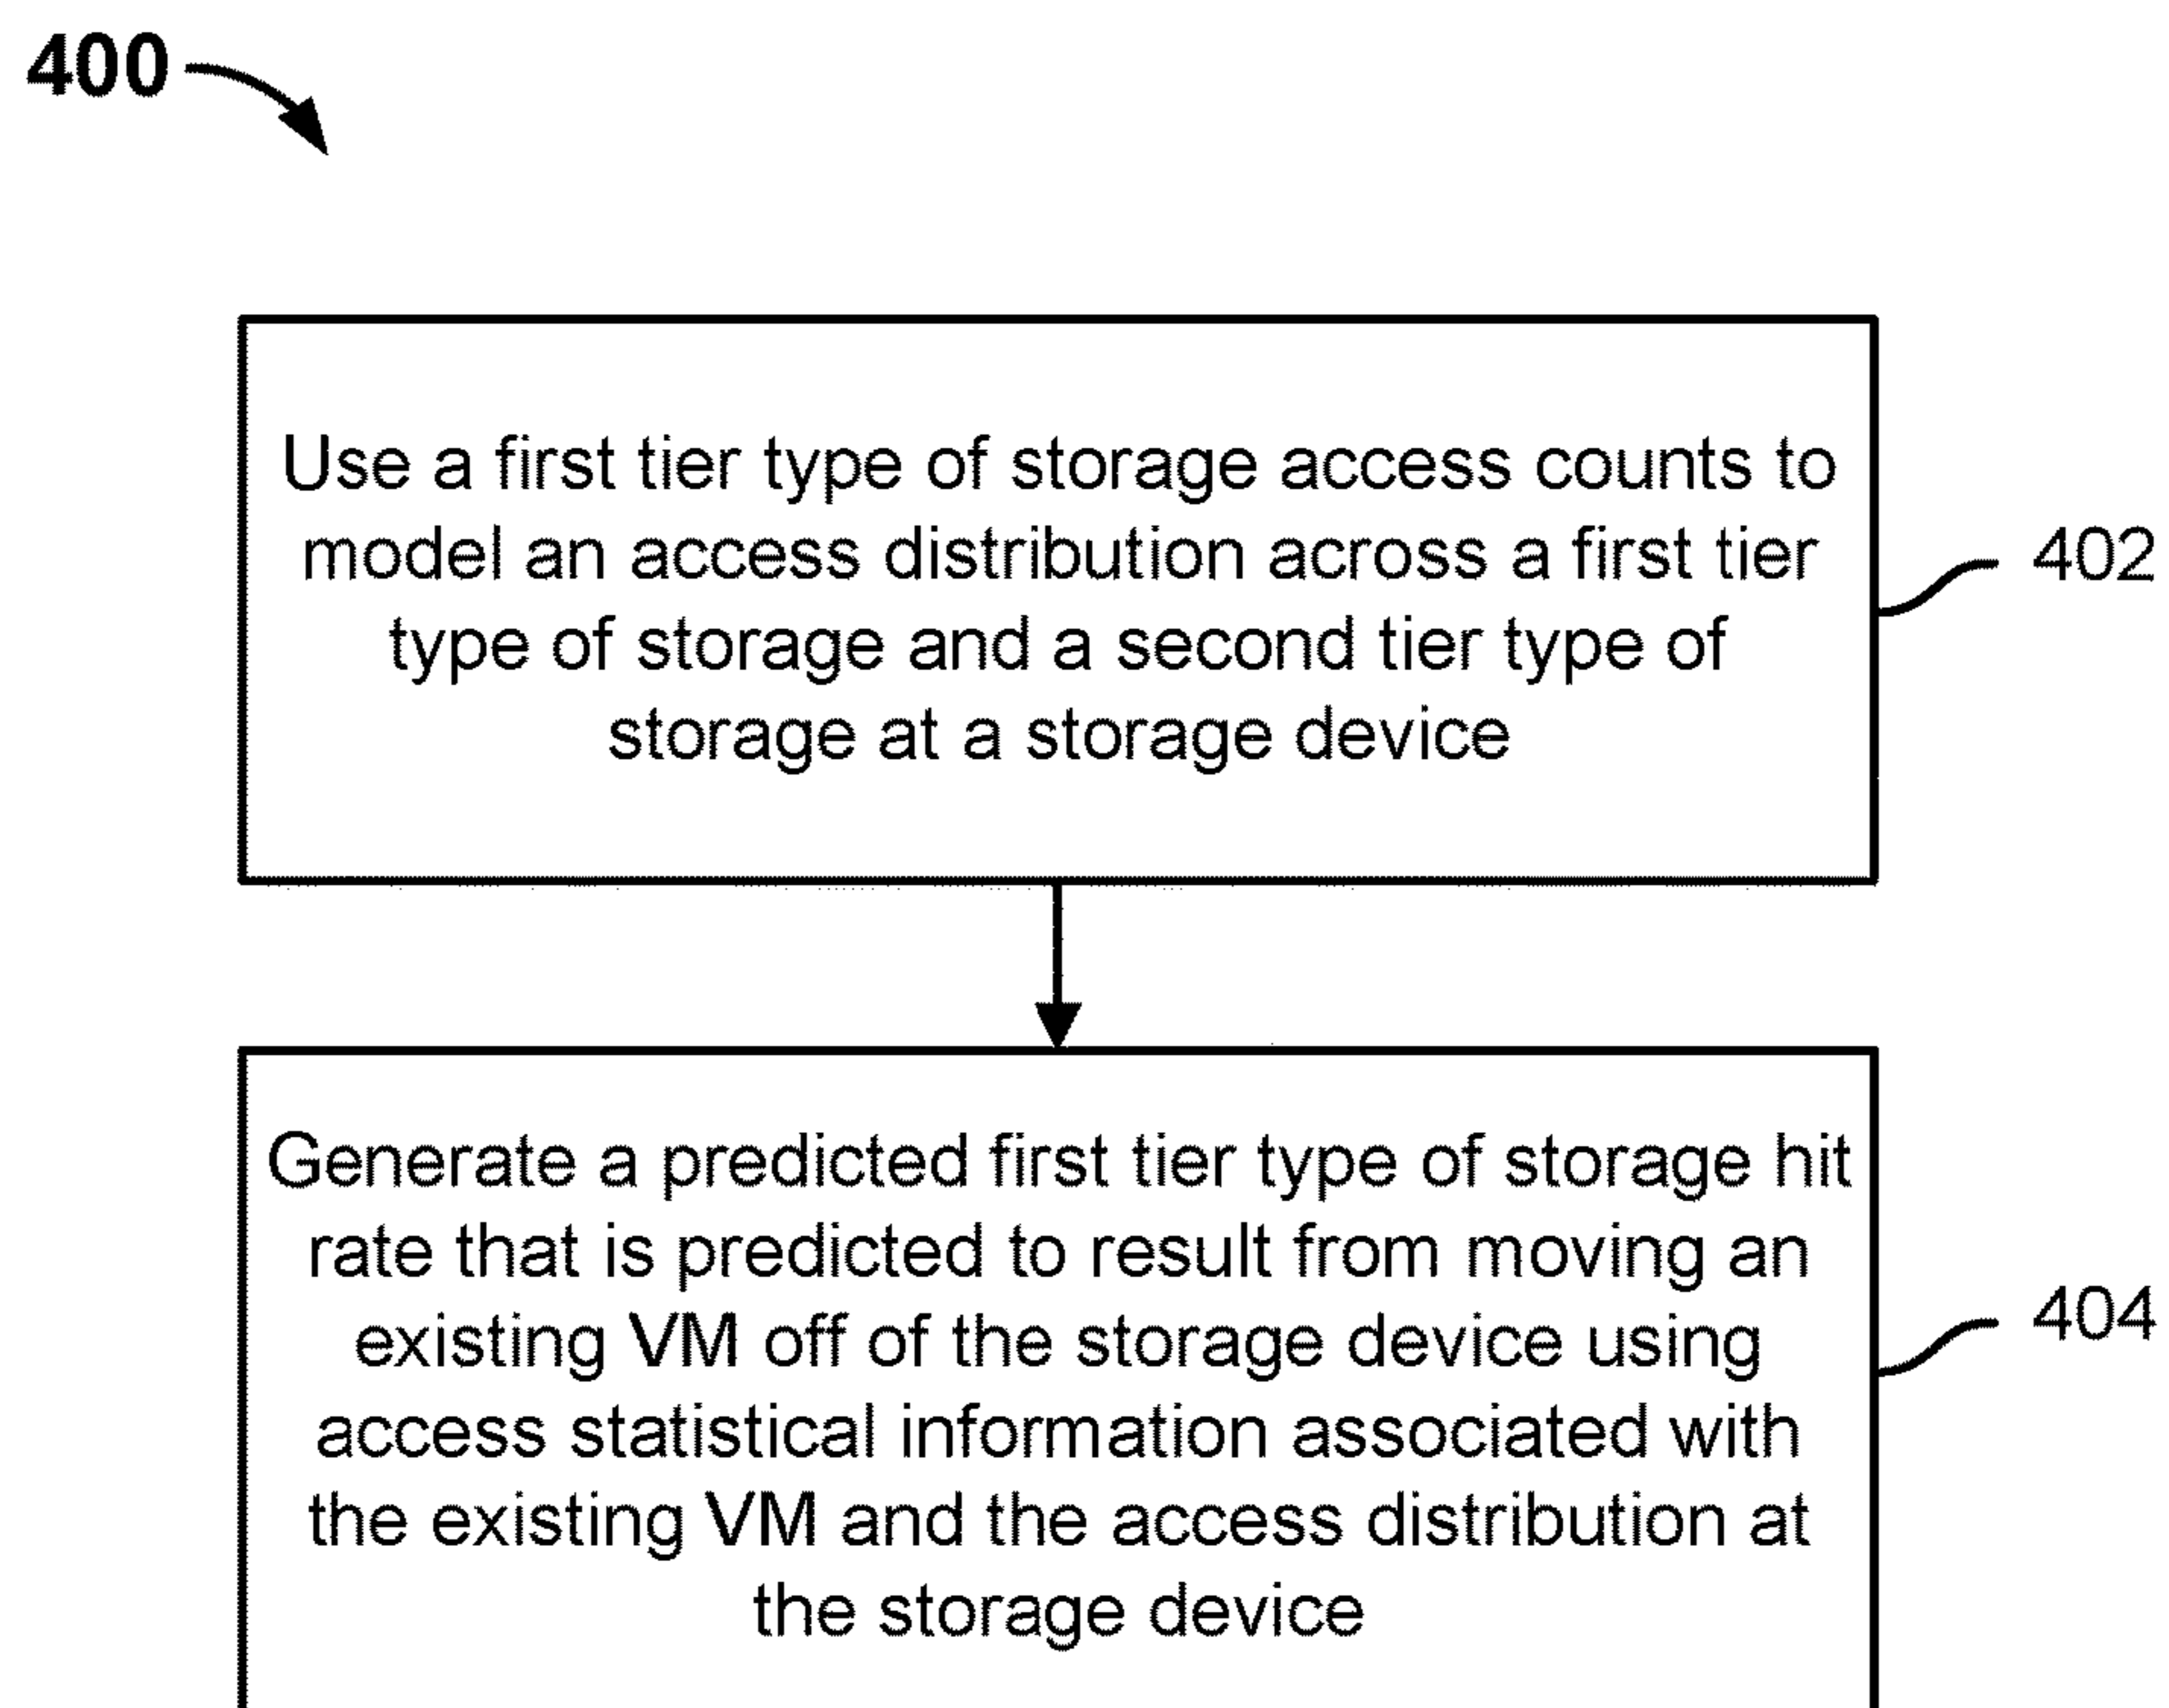 400
Use a first tier type of storage access counts to
model an access distribution across a first tier
type of storage and a second tier type of
storage at a storage device
402
Generate a predicted first tier type of storage hit
rate that is predicted to result from moving an
existing VM off of the storage device using
access statistical information associated with
the existing VM and the access distribution at
the storage device
404